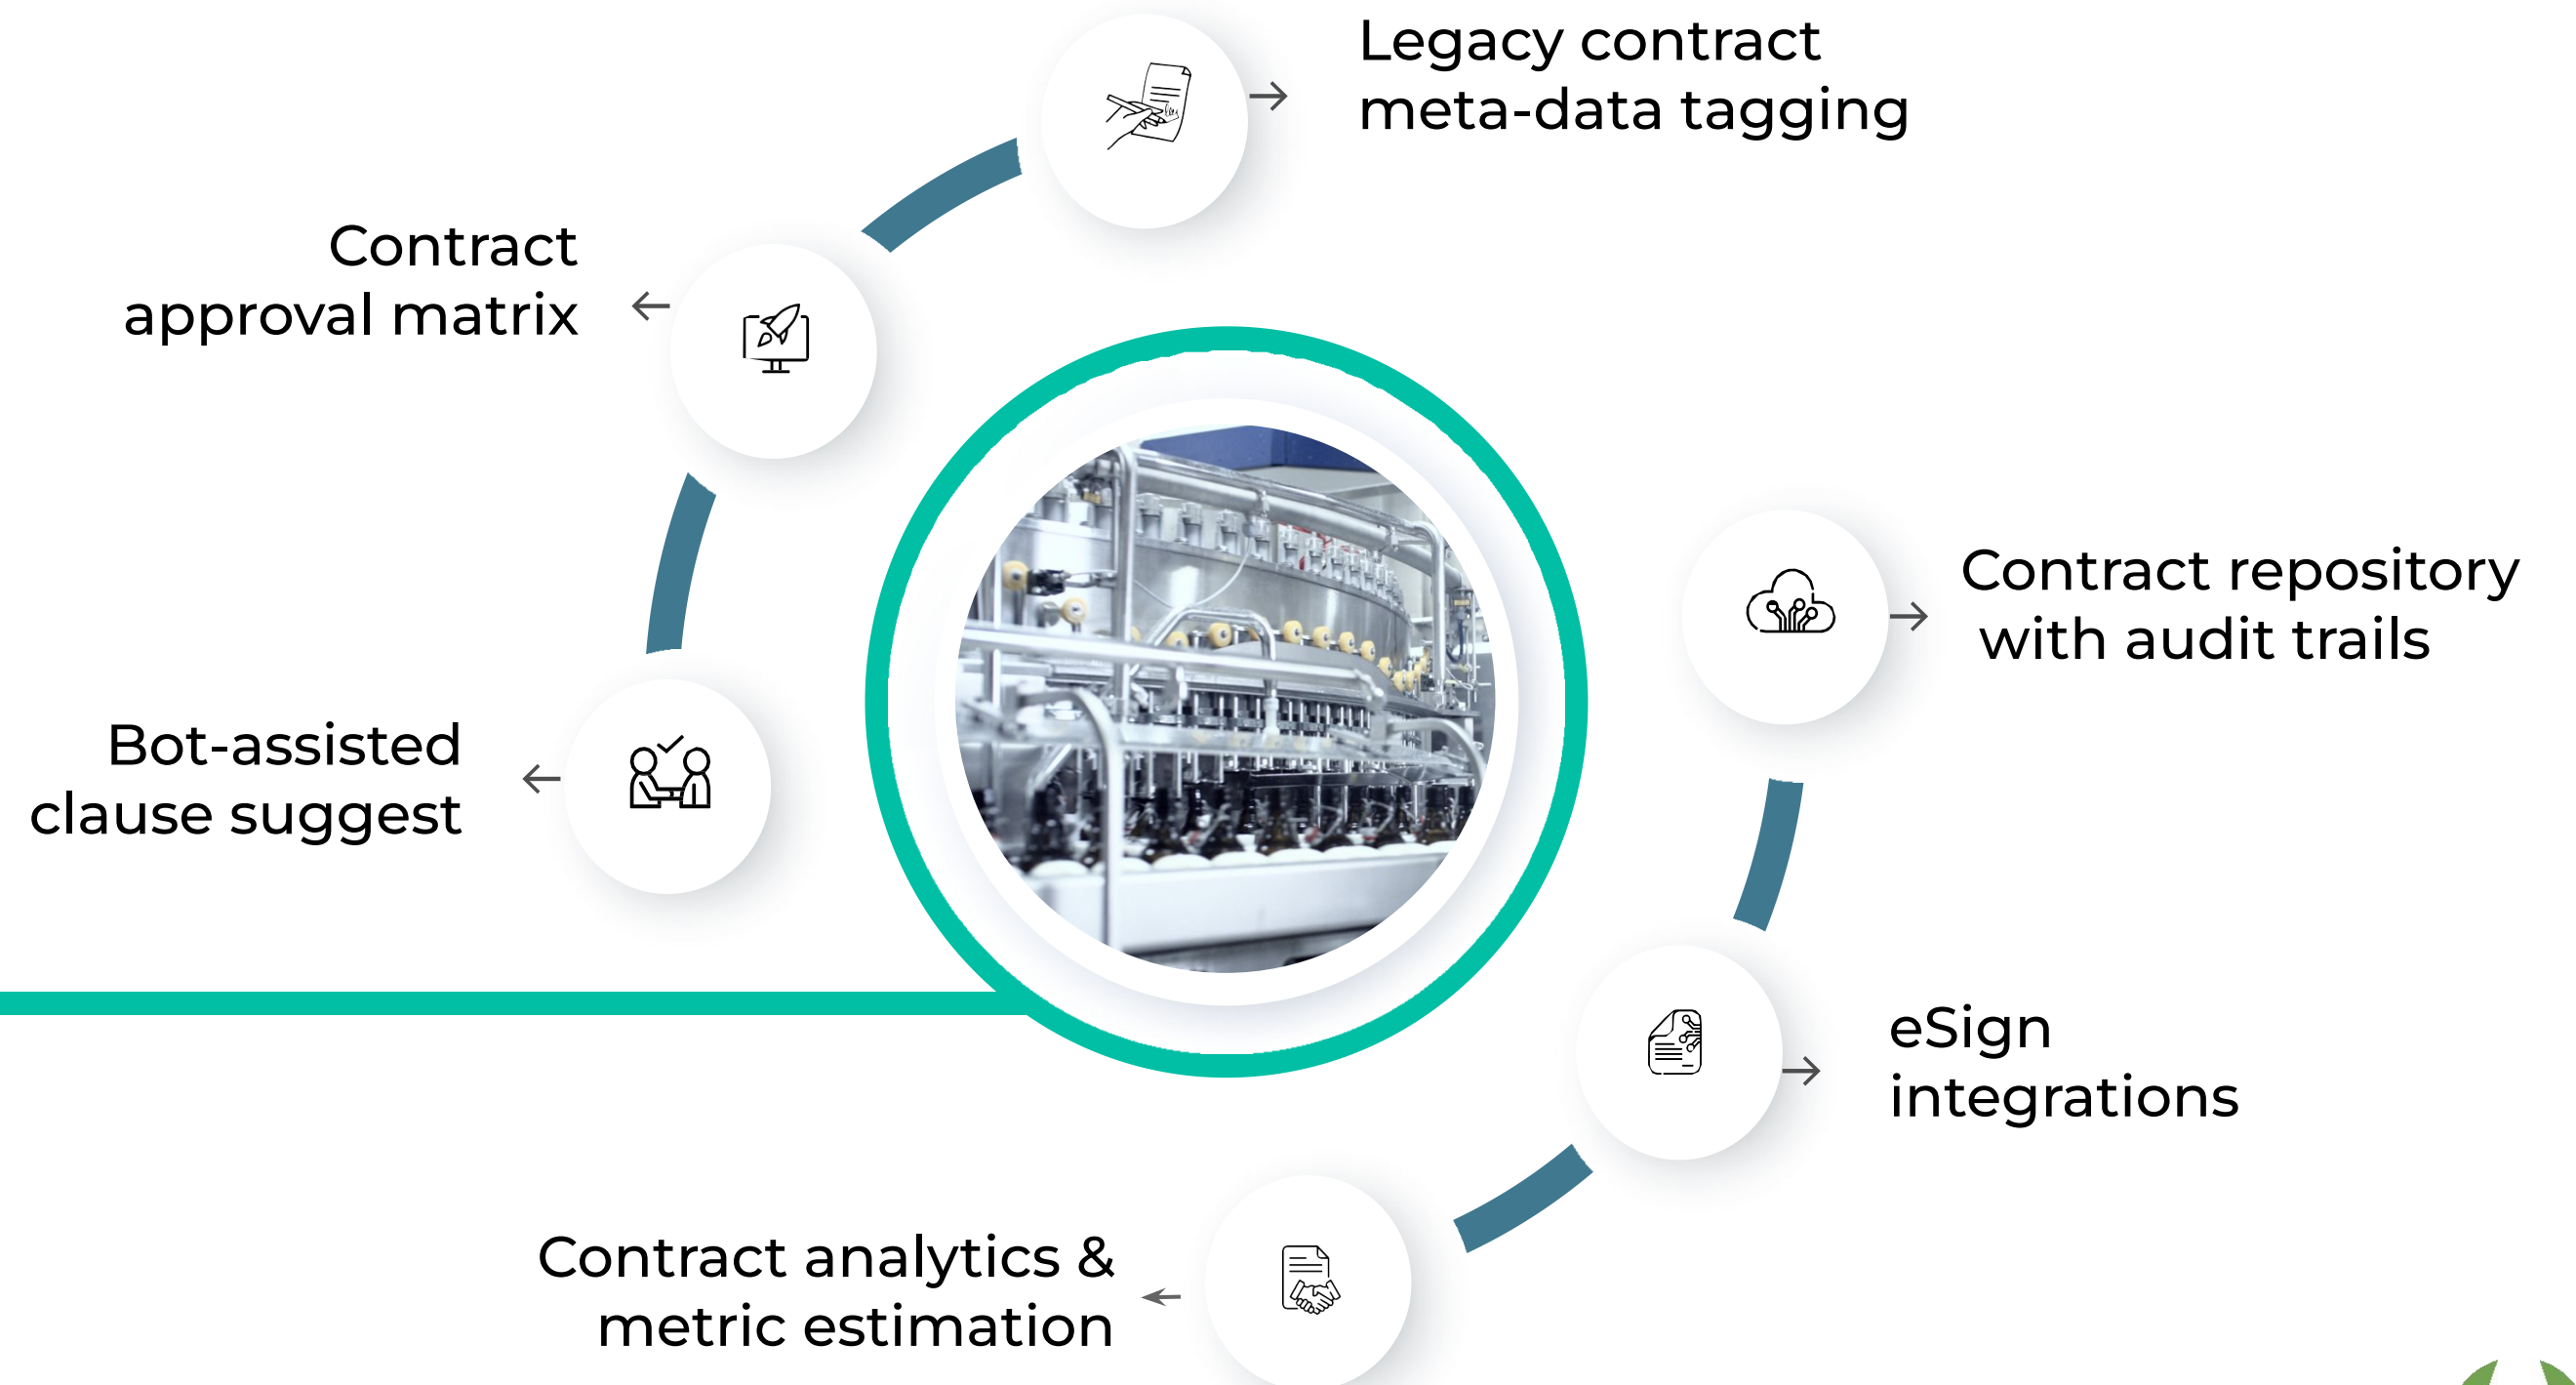 Legacy contract
meta-data tagging
Contract
approval matrix
Contract repository
with audit trails
Bot-assisted
clause suggest
eSign
integrations
Contract analytics &
metric estimation